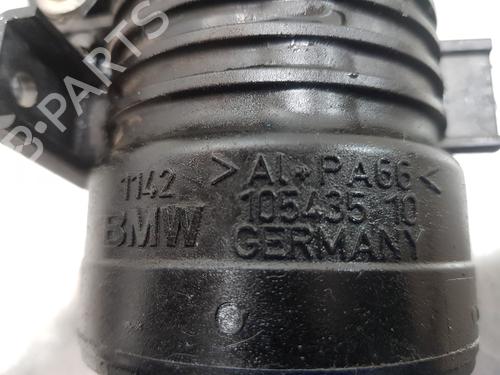 B-PARTS
1142 >AL+PA66<
BMW 105435 10
GERMANY